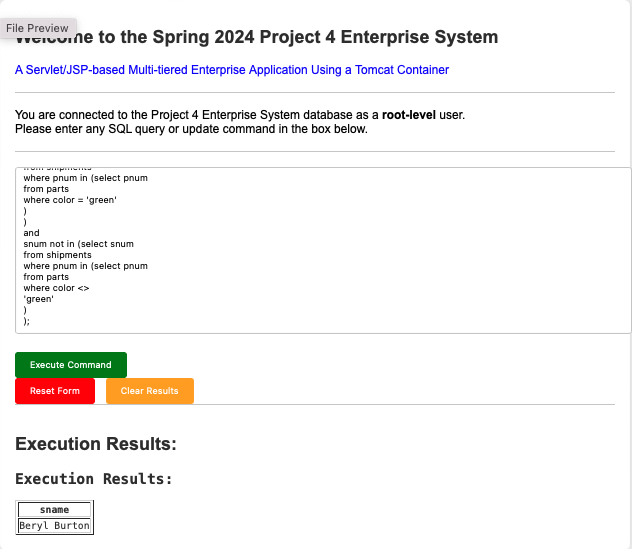 File Preview
Welcome to the Spring 2024 Project 4 Enterprise System
A Servlet/JSP-based Multi-tiered Enterprise Application Using a Tomcat Container
You are connected to the Project 4 Enterprise System database as a root-level user.
Please enter any SQL query or update command in the box below.
from shipments
where pnum in (select pnum
from parts
where color = 'green'
)
)
and
snum not in (select snum
from shipments
where pnum in (select pnum
from parts
where color <>
'green'
)
);
Execute Command
Reset Form
Clear Results
Execution Results:
Execution Results:
sname
Beryl Burton